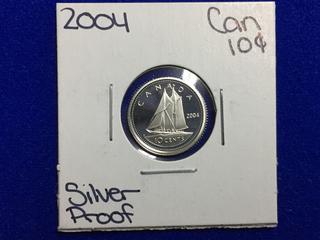 2004 Can
10¢
CANADA
2004
10 CENTS
Silver
Proof